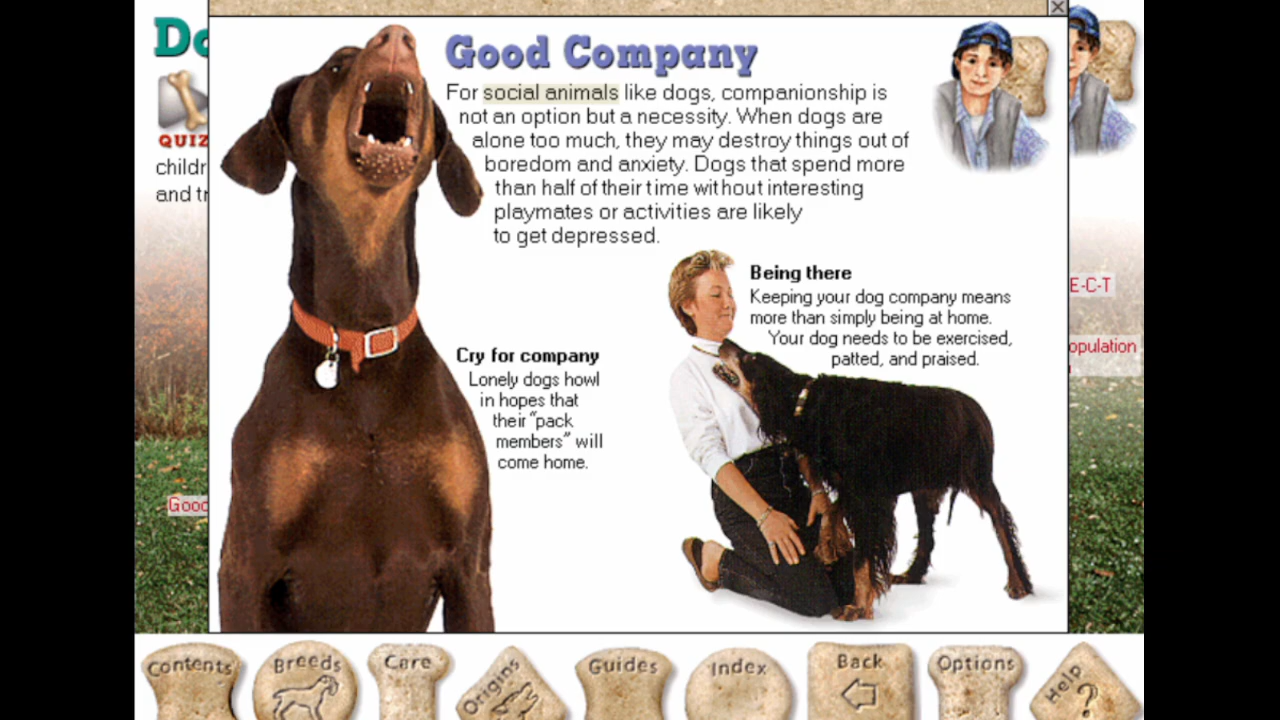 Do
QUIZ
childr
and tr
Good
Good Company
For social animals like dogs, companionship is
not an option but a necessity. When dogs are
alone too much, they may destroy things out of
boredom and anxiety. Dogs that spend more
than half of their time without interesting
playmates or activities are likely
to get depressed.
Being there
Keeping your dog company means
more than simply being at home.
Your dog needs to be exercised,
patted, and praised.
Cry for company
Lonely dogs howl
in hopes that
their "pack
members" will
come home.
E-C-T
opulation
Contents
Breeds
Care
Origins
Guides
Index
Back
Options
Help
?